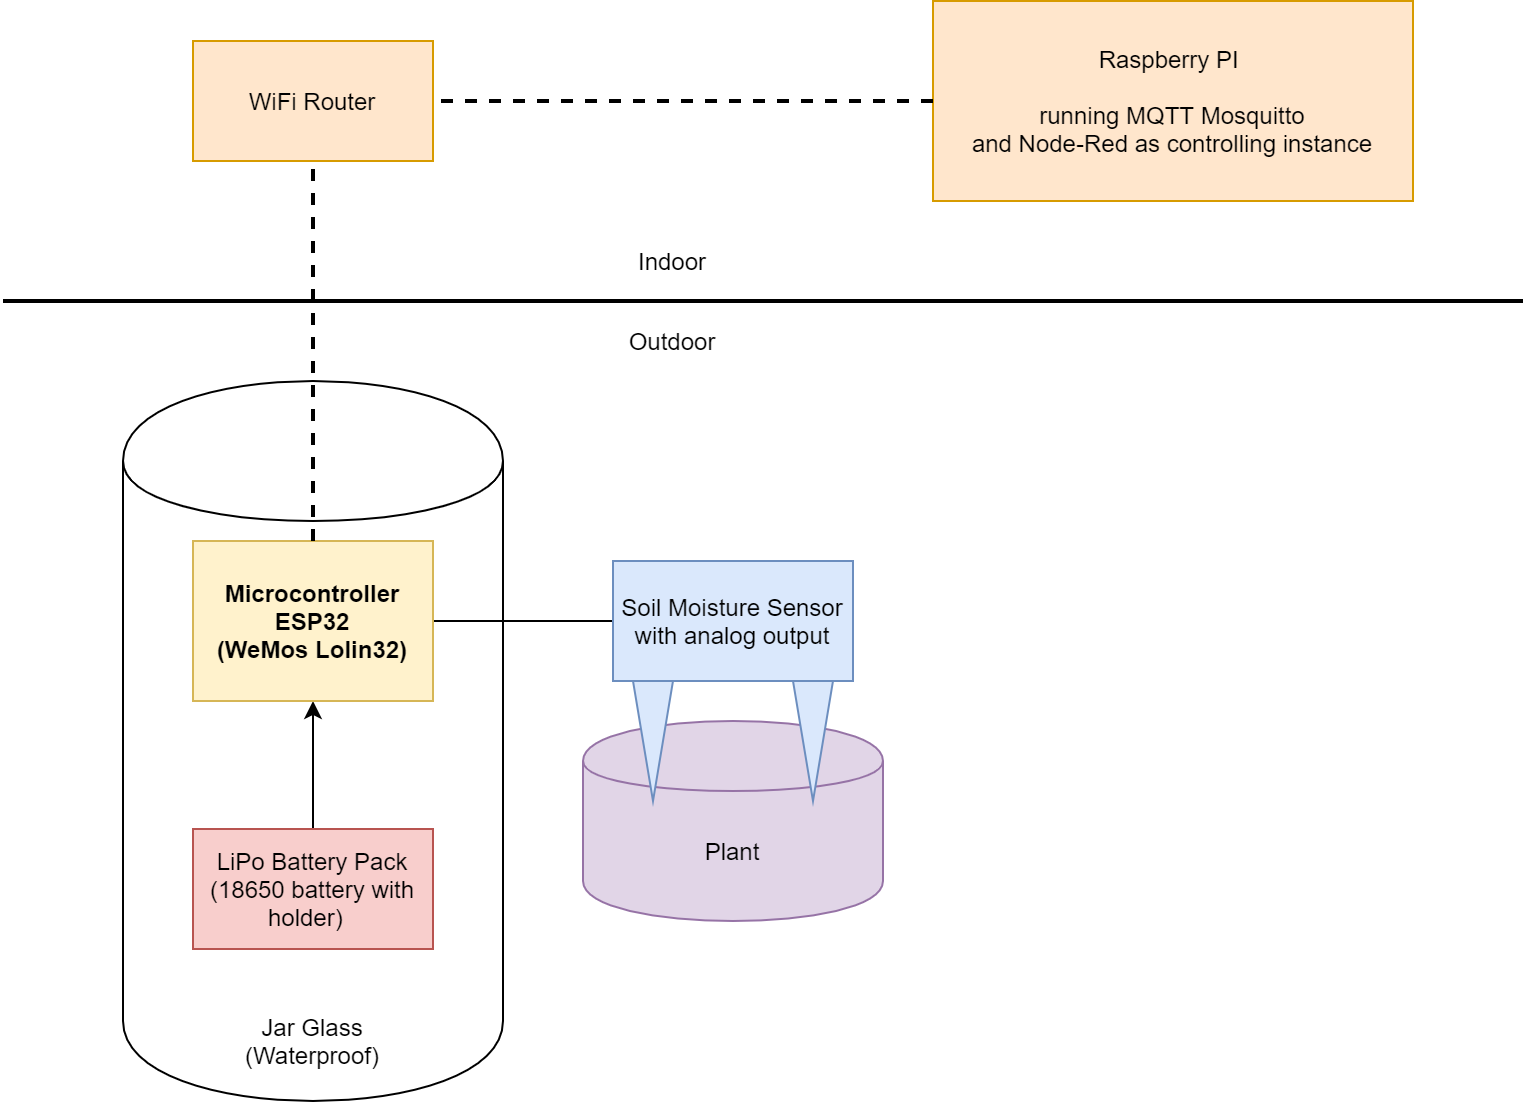 WiFi Router
Raspberry PI
running MQTT Mosquitto
and Node-Red as controlling instance
Indoor
Outdoor
Microcontroller
ESP32
(WeMos Lolin32)
Soil Moisture Sensor
with analog output
Plant
LiPo Battery Pack
(18650 battery with
holder)
Jar Glass
(Waterproof)